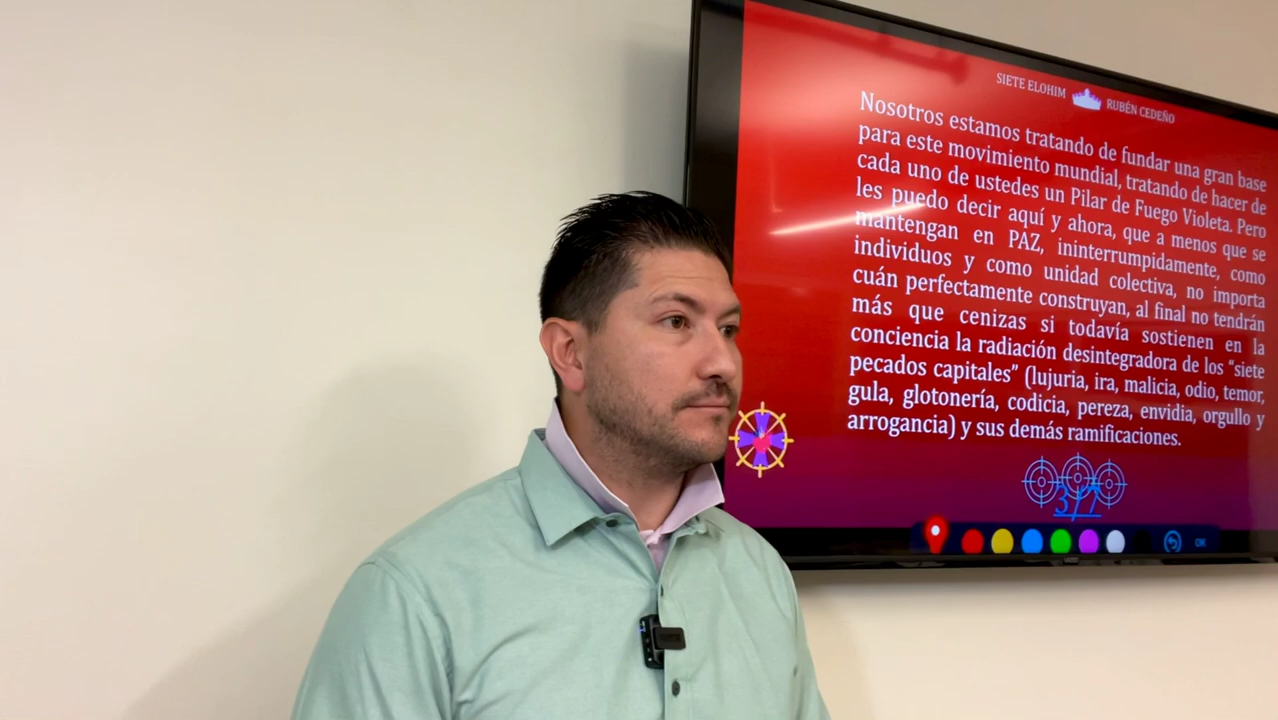 SIETE ELOHIM RUBÉN CEDEÑO
Nosotros estamos tratando de fundar una gran base
para este movimiento mundial, tratando de hacer de
cada uno de ustedes un Pilar de Fuego Violeta. Pero
les puedo decir aquí y ahora, que a menos que se
mantengan en PAZ, ininterrumpidamente, como
individuos y como unidad colectiva, no importa
cuán perfectamente construyan, al final no tendrán
más que cenizas si todavía sostienen en la
conciencia la radiación desintegradora de los “siete
pecados capitales” (lujuria, ira, malicia, odio, temor,
gula, glotonería, codicia, pereza, envidia, orgullo y
arrogancia) y sus demás ramificaciones.
377
OK